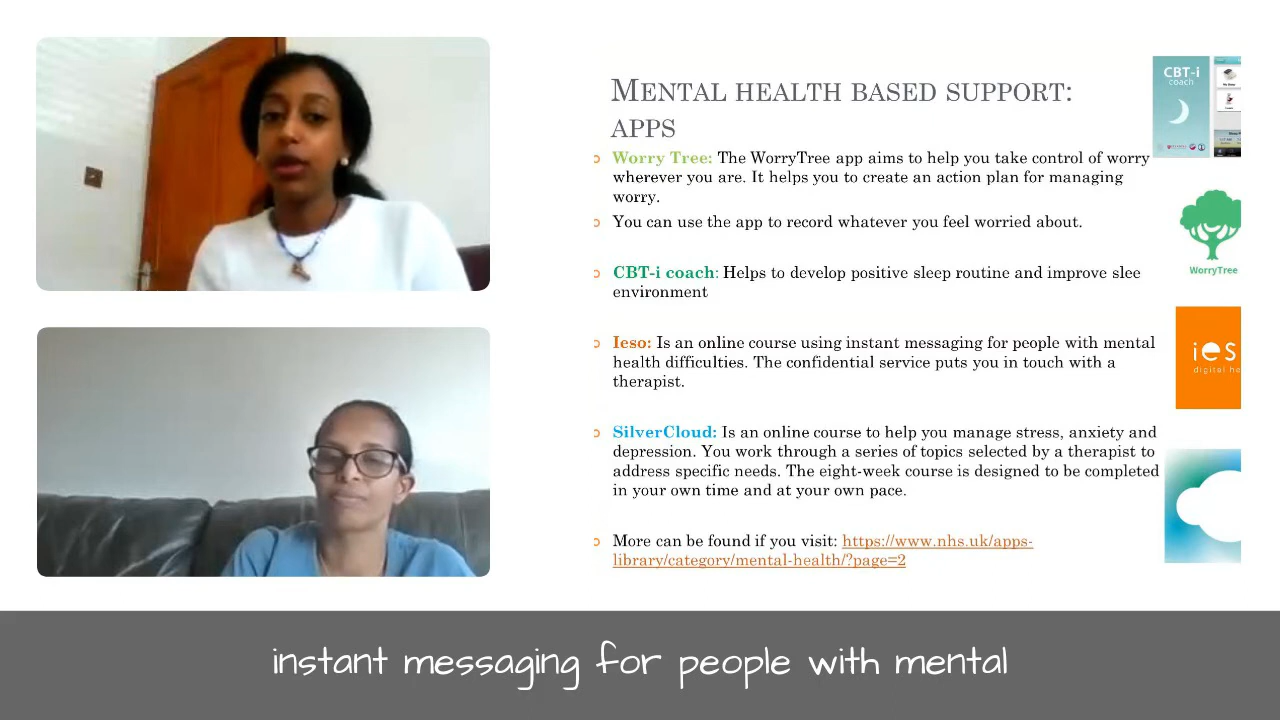 MENTAL HEALTH BASED SUPPORT:
APPS
Worry Tree: The WorryTree app aims to help you take control of worry
wherever you are. It helps you to create an action plan for managing
worry.
You can use the app to record whatever you feel worried about.
CBT-i coach: Helps to develop positive sleep routine and improve slee
environment
Ieso: Is an online course using instant messaging for people with mental
health difficulties. The confidential service puts you in touch with a
therapist.
SilverCloud: Is an online course to help you manage stress, anxiety and
depression. You work through a series of topics selected by a therapist to
address specific needs. The eight-week course is designed to be completed
in your own time and at your own pace.
More can be found if you visit: https://www.nhs.uk/apps-
library/category/mental-health/?page=2
CBT-i
coach
WorryTree
ies
digital he
instant messaging for people with mental